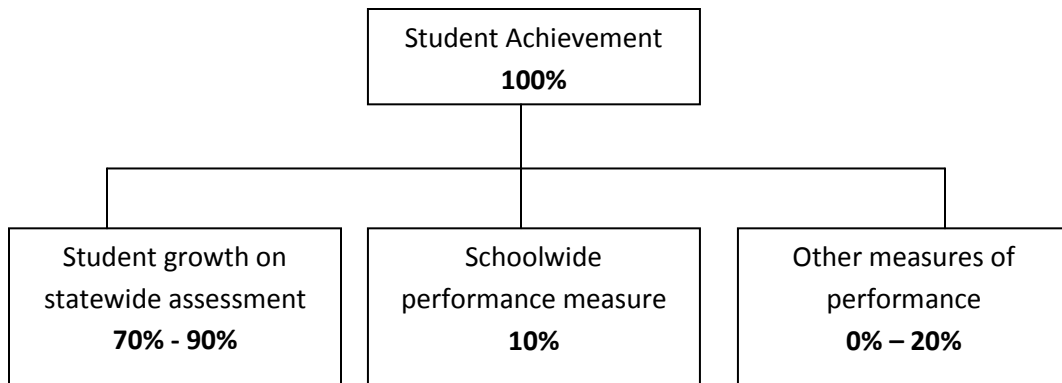 Student Achievement
100%
Student growth on
statewide assessment
70% - 90%
Schoolwide
performance measure
10%
Other measures of
performance
0% – 20%